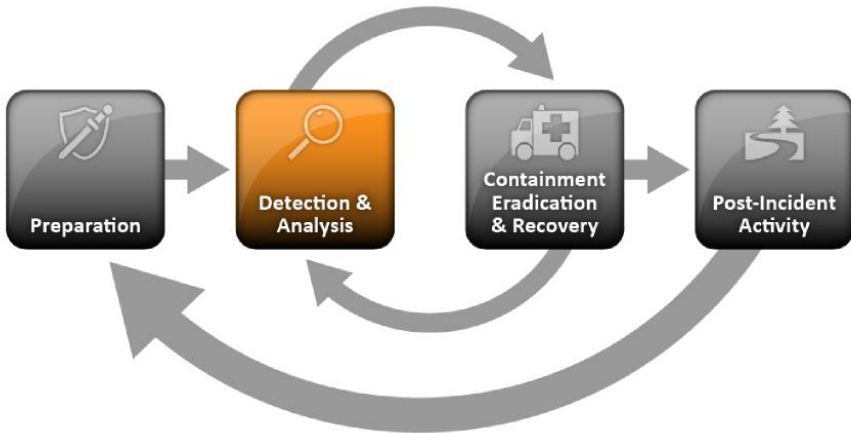 Preparation
Detection &
Analysis
Containment
Eradication
& Recovery
Post-Incident
Activity